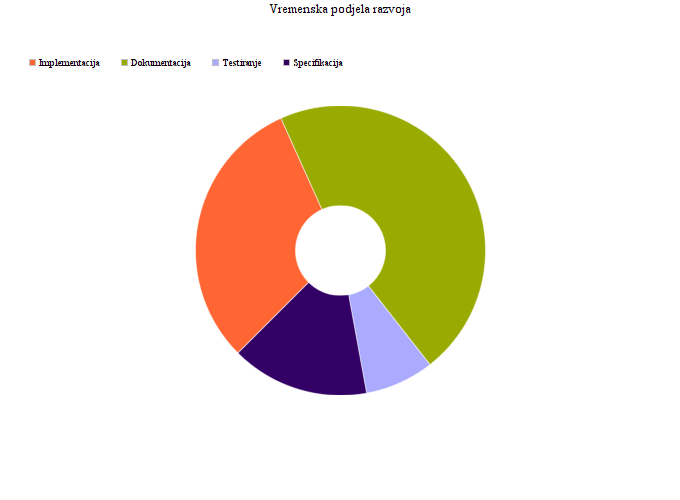 Vremenska podjela razvoja
Implementacija Dokumentacija Testiranje Specifikacija